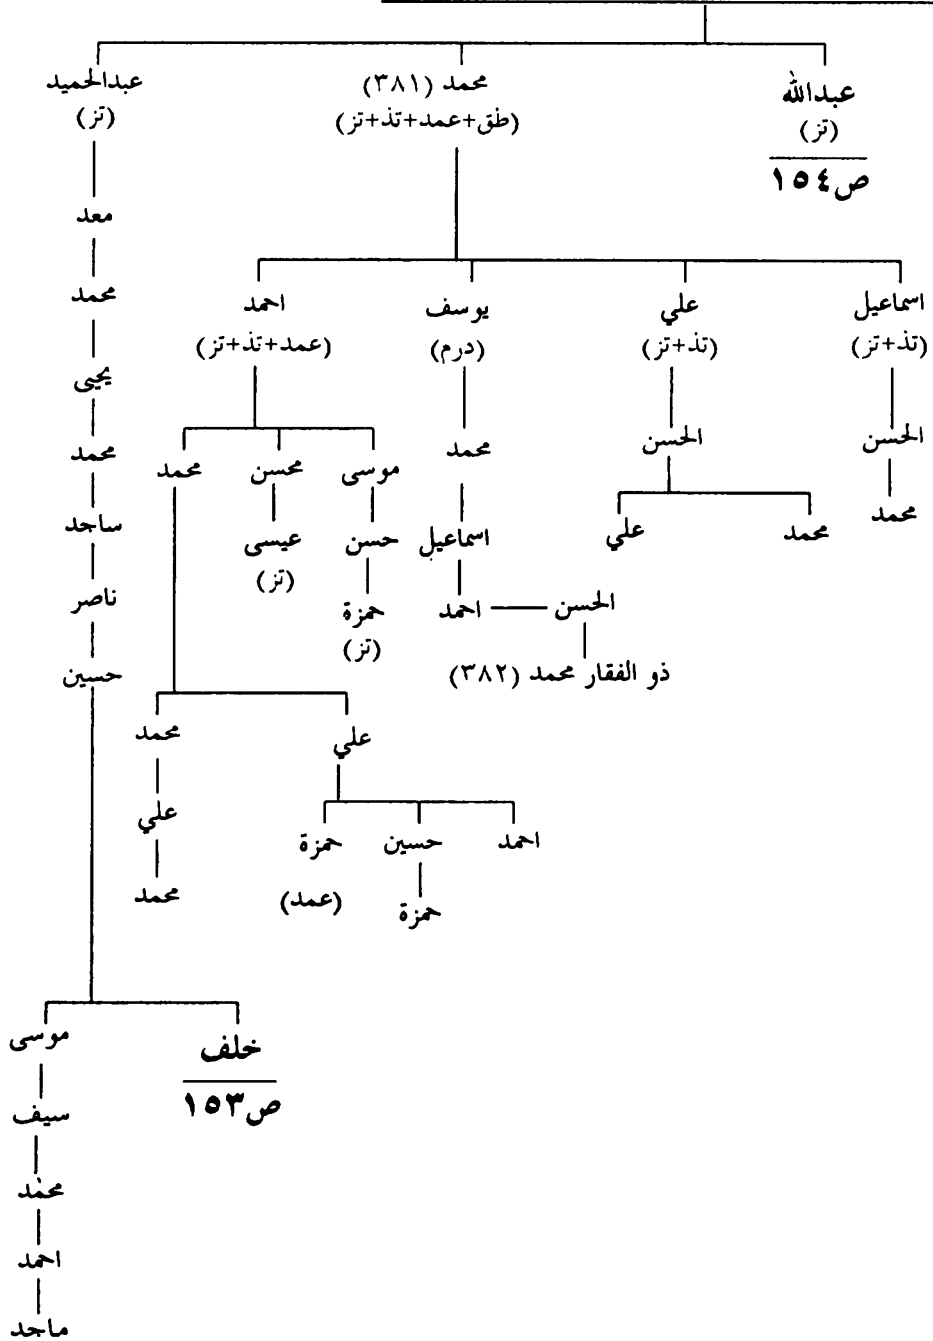 عبدالله محمد (٣٨١) عبدالحميد
(تز) (طق+عمد+تذ+تز) (تز)
ص١٥٤
معد
محمد
اسماعيل علي يوسف احمد
(تذ+تز) (تذ+تز) (درم) (عمد+تذ+تز)
يحيى
الحسن الحسن محمد محمد
موسى محسن محمد
محمد محمد علي ساجد
اسماعيل حسن عيسى
(تز)
الحسن احمد حمزة ناصر
(تز)
ذو الفقار محمد (٣٨٢) حسين
علي محمد
علي
احمد حسين حمزة
(عمد)
محمد
حمزة
خلف موسى
ص١٥٣
سيف
محمد
احمد
ماجد